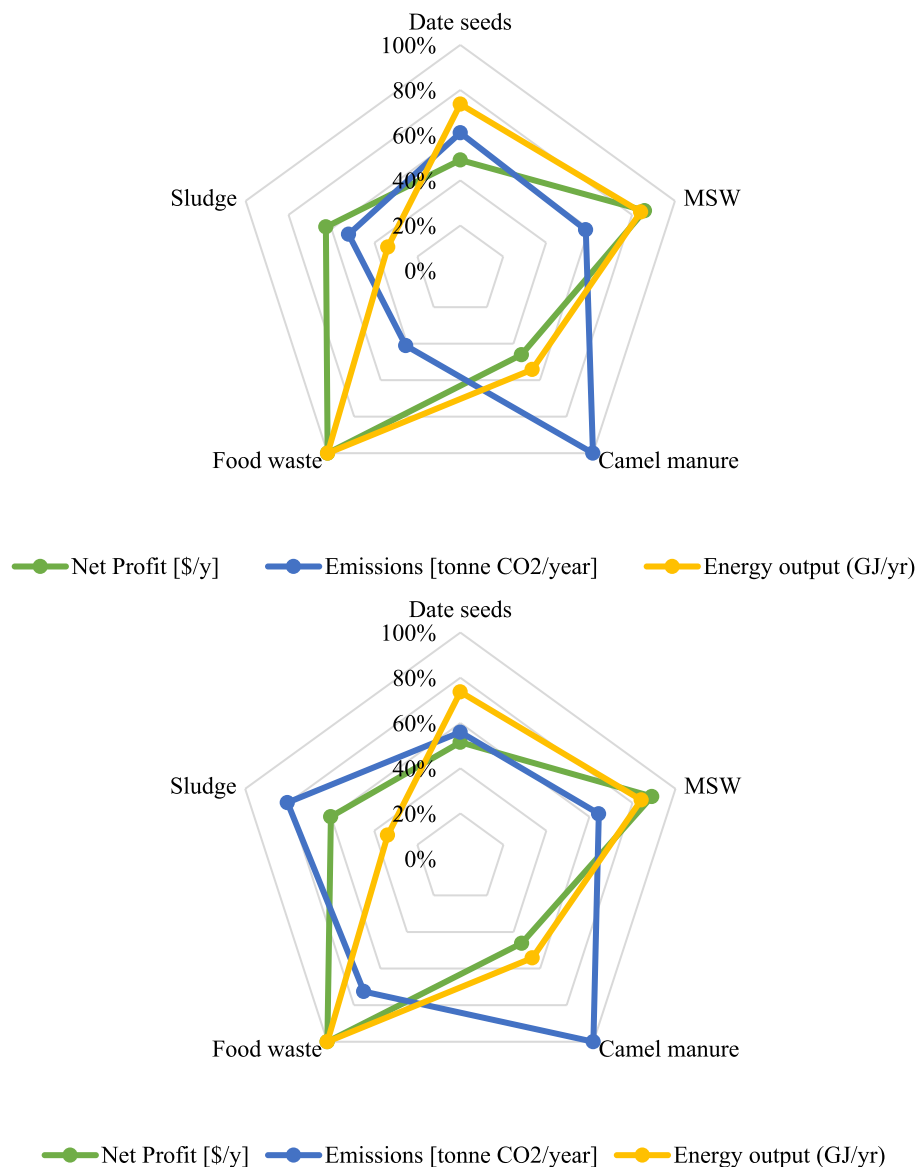 Date seeds
100%
80%
60%
40%
20%
0%
Sludge
MSW
Food waste
Camel manure
Net Profit [$/y] Emissions [tonne CO2/year] Energy output (GJ/yr)
Date seeds
100%
80%
60%
40%
20%
0%
Sludge
MSW
Food waste
Camel manure
Net Profit [$/y] Emissions [tonne CO2/year] Energy output (GJ/yr)